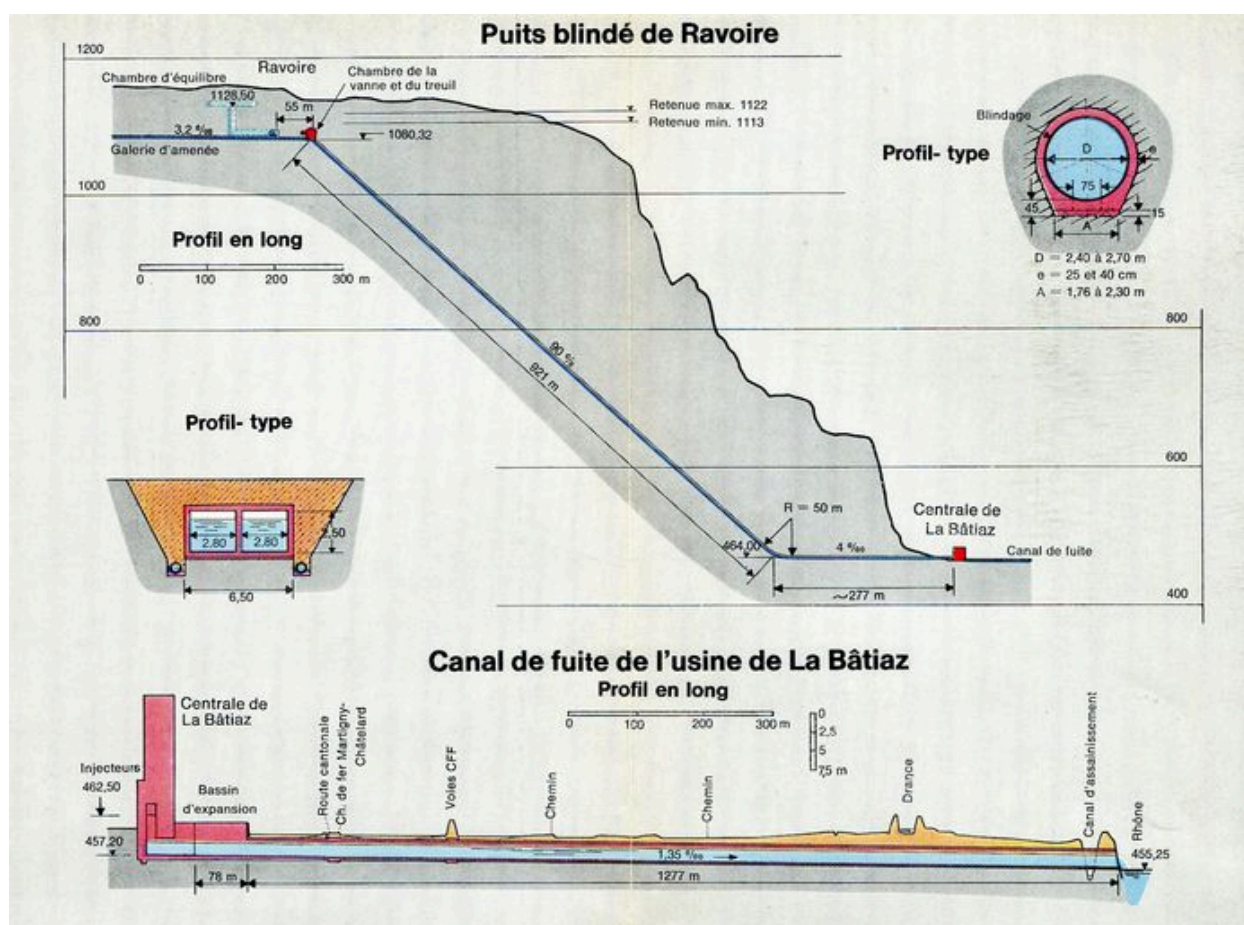 Puits blindé de Ravoire
1200
Ravoire
Chambre d'équilibre
Chambre de la
vanne et du treuil
1128,50
55 m
Retenue max. 1122
Retenue min. 1113
3,2 ‰
1080,32
Galerie d'amenée
1000
Profil en long
0 100 200 300 m
800
90 %
921 m
Profil- type
Blindage
D
e
75
45
15
A
D = 2,40 à 2,70 m
e = 25 et 40 cm
A = 1,76 à 2,30 m
800
600
R = 50 m
Centrale de
La Bâtiaz
464,00
4 ‰
Canal de fuite
~277 m
400
Profil- type
2,80
2,80
2,50
6,50
Canal de fuite de l'usine de La Bâtiaz
Profil en long
0 100 200 300 m
0
2,5
5
7,5 m
Centrale de
La Bâtiaz
Injecteurs
462,50
Bassin
d'expansion
Route cantonale
Ch. de fer Martigny-
Châtelard
Voies CFF
Chemin
Chemin
Drance
Canal d'assainissement
Rhône
457,20
1,35 ‰
455,25
78 m
1277 m